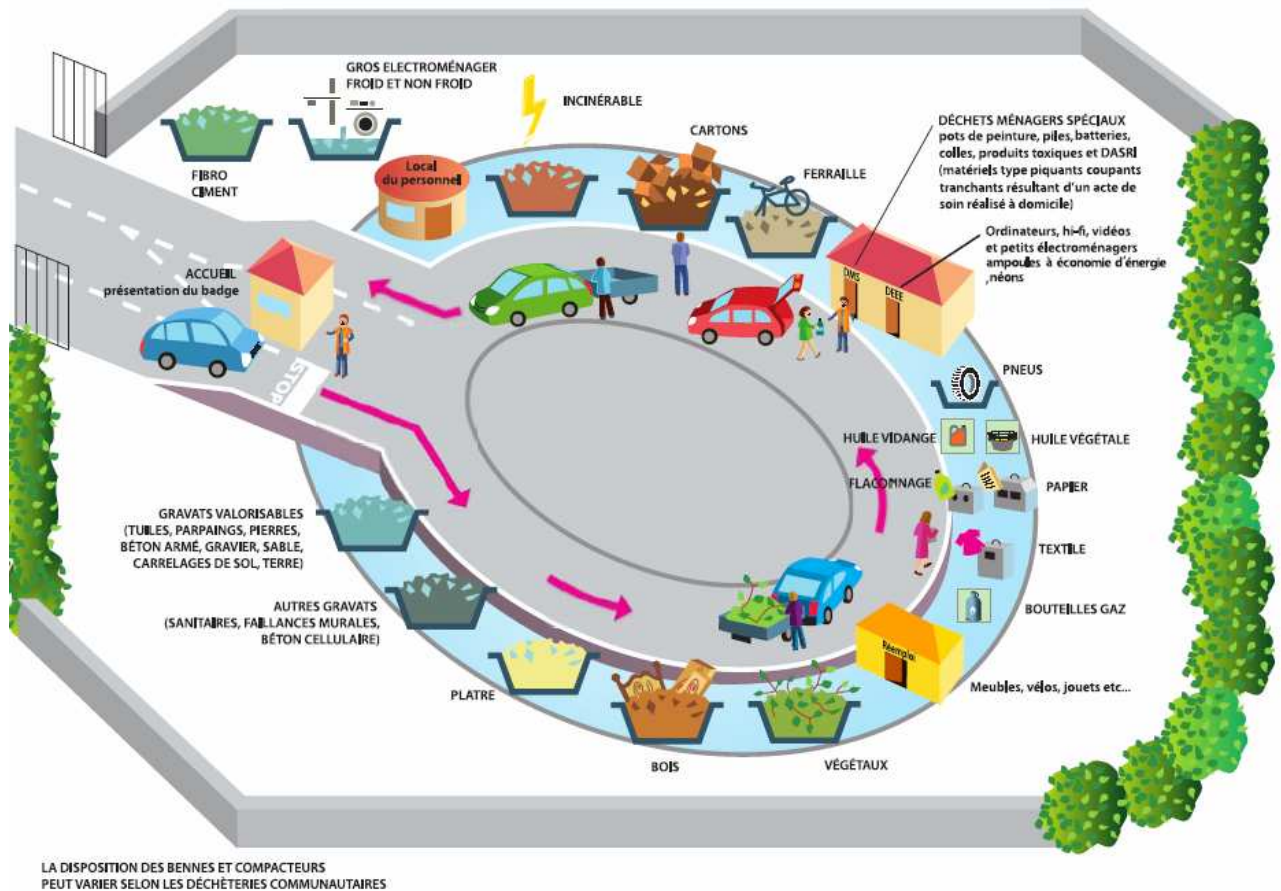 GROS ELECTROMÉNAGER
FROID ET NON FROID
INCINÉRABLE
CARTONS
FERRAILLE
DÉCHETS MÉNAGERS SPÉCIAUX
pots de peinture, piles, batteries,
colles, produits toxiques et DASRI
(matériels type piquants coupants
tranchants résultant d'un acte de
soin réalisé à domicile)
FIBRO
CIMENT
Local
du personnel
Ordinateurs, hi-fi, vidéos
et petits électroménagers
ampoules à économie d'énergie
,néons
DMS
DEEE
ACCUEIL
présentation du badge
STOP
PNEUS
HUILE VIDANGE
HUILE VÉGÉTALE
FLACONNAGE
PAPIER
TEXTILE
BOUTEILLES GAZ
GRAVATS VALORISABLES
(TUILES, PARPAINGS, PIERRES,
BÉTON ARMÉ, GRAVIER, SABLE,
CARRELAGES DE SOL, TERRE)
AUTRES GRAVATS
(SANITAIRES, FAILLANCES MURALES,
BÉTON CELLULAIRE)
PLATRE
BOIS
VÉGÉTAUX
Réemploi
Meubles, vélos, jouets etc...
LA DISPOSITION DES BENNES ET COMPACTEURS
PEUT VARIER SELON LES DÉCHÈTERIES COMMUNAUTAIRES